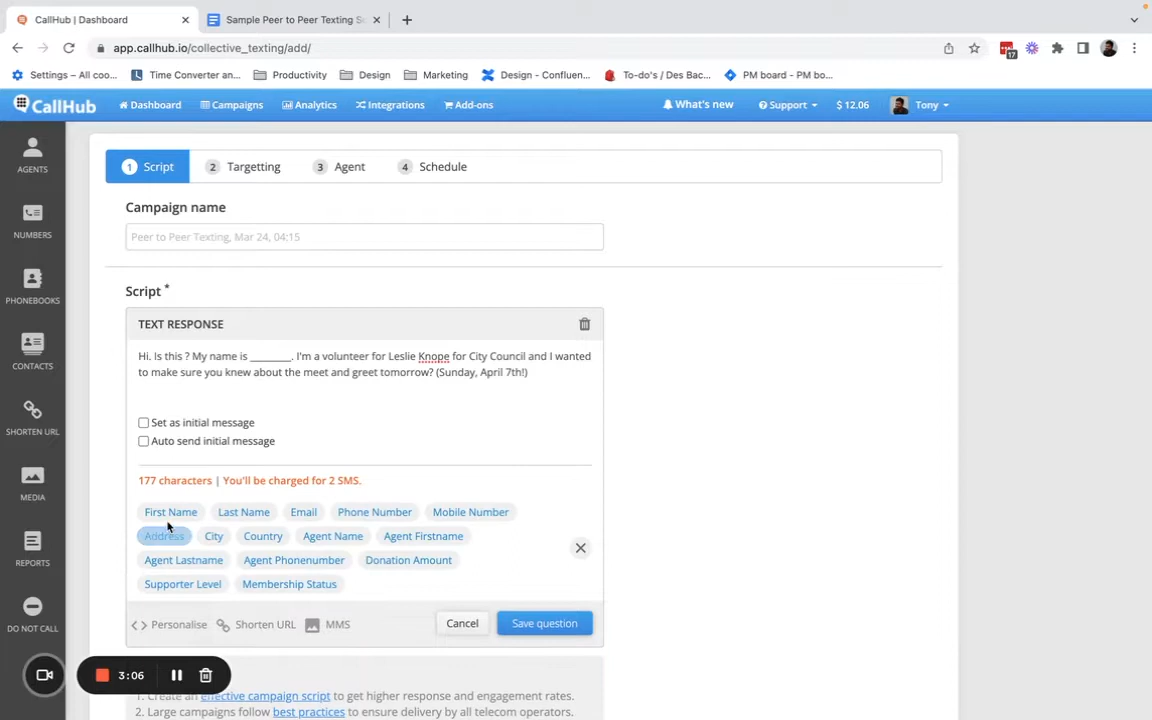 CallHub | Dashboard
Sample Peer to Peer Texting Sc
app.callhub.io/collective_texting/add/
17
Settings – All coo...
Time Converter an...
Productivity
Design
Marketing
Design - Confluen...
To-do's / Des Bac...
PM board - PM bo...
CallHub
Dashboard
Campaigns
Analytics
Integrations
Add-ons
What's new
Support
$ 12.06
Tony
AGENTS
NUMBERS
PHONEBOOKS
CONTACTS
SHORTEN URL
MEDIA
REPORTS
DO NOT CALL
1 Script
2 Targetting
3 Agent
4 Schedule
Campaign name
Peer to Peer Texting, Mar 24, 04:15
Script *
TEXT RESPONSE
Hi. Is this ? My name is ________. I'm a volunteer for Leslie Knope for City Council and I wanted
to make sure you knew about the meet and greet tomorrow? (Sunday, April 7th!)
Set as initial message
Auto send initial message
177 characters | You'll be charged for 2 SMS.
First Name Last Name Email Phone Number Mobile Number
Address City Country Agent Name Agent Firstname
Agent Lastname Agent Phonenumber Donation Amount
Supporter Level Membership Status
Personalise Shorten URL MMS Cancel Save question
3:06
1. Create an effective campaign script to get higher response and engagement rates.
2. Large campaigns follow best practices to ensure delivery by all telecom operators.